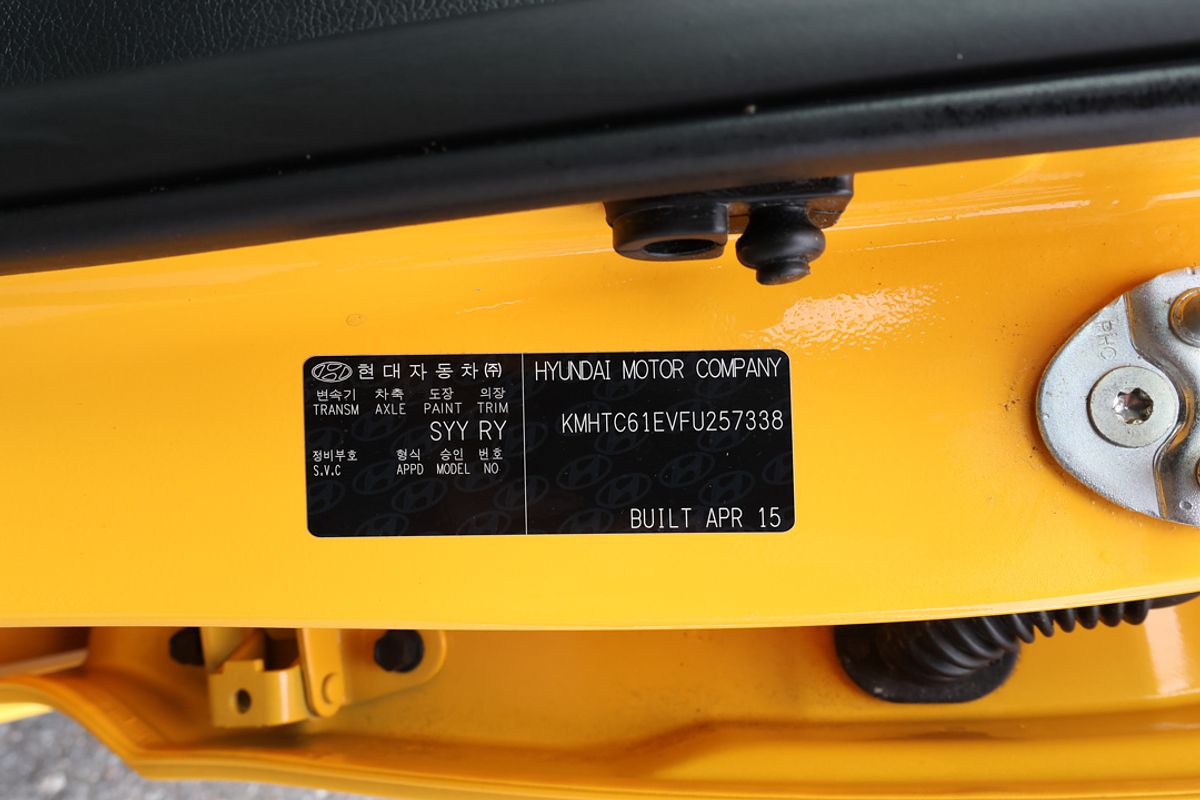 현대자동차㈜
변속기 차축 도장 의장
TRANSM AXLE PAINT TRIM
SYY RY
정비부호 형식 승인 번호
S.V.C APPD MODEL NO
HYUNDAI MOTOR COMPANY
KMHTC61EVFU257338
BUILT APR 15
PHC